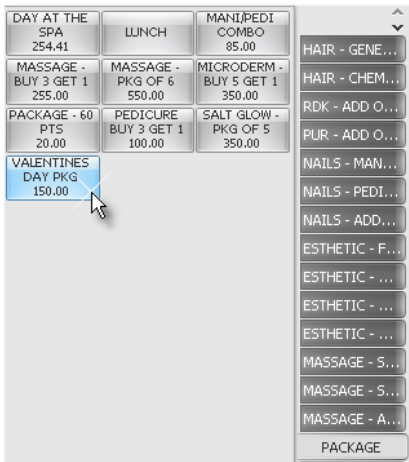 DAY AT THE
SPA
254.41
LUNCH
MANI/PEDI
COMBO
85.00
MASSAGE -
BUY 3 GET 1
255.00
MASSAGE -
PKG OF 6
550.00
MICRODERM -
BUY 5 GET 1
350.00
PACKAGE - 60
PTS
20.00
PEDICURE
BUY 3 GET 1
100.00
SALT GLOW -
PKG OF 5
350.00
VALENTINES
DAY PKG
150.00
HAIR - GENE...
HAIR - CHEM...
RDK - ADD O...
PUR - ADD O...
NAILS - MAN...
NAILS - PEDI...
NAILS - ADD...
ESTHETIC - F...
ESTHETIC - ...
ESTHETIC - ...
ESTHETIC - ...
MASSAGE - S...
MASSAGE - S...
MASSAGE - A...
PACKAGE